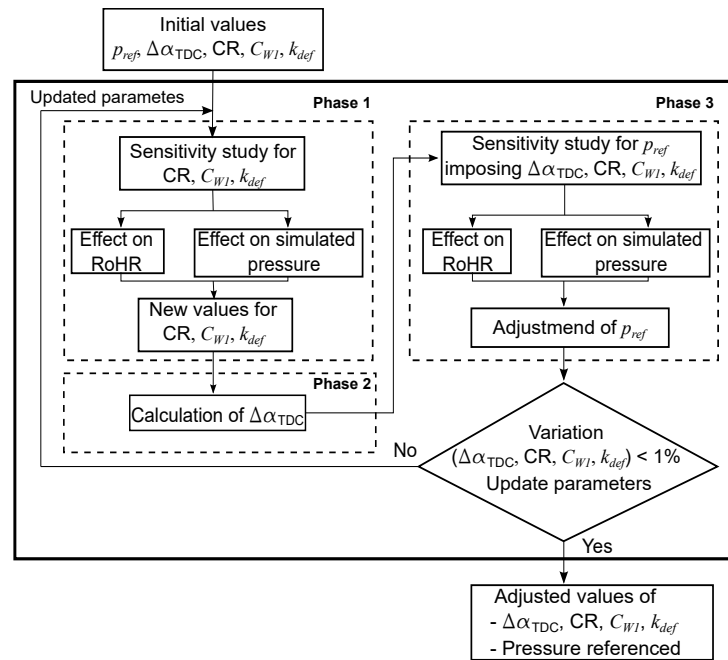 Initial values
p_ref, Δα_TDC, CR, C_W1, k_def
Updated parametes
Phase 1
Sensitivity study for
CR, C_W1, k_def
Effect on
RoHR
Effect on simulated
pressure
New values for
CR, C_W1, k_def
Phase 2
Calculation of Δα_TDC
Phase 3
Sensitivity study for p_ref
imposing Δα_TDC, CR, C_W1, k_def
Effect on
RoHR
Effect on simulated
pressure
Adjustmend of p_ref
Variation
(Δα_TDC, CR, C_W1, k_def) < 1%
Update parameters
No
Yes
Adjusted values of
- Δα_TDC, CR, C_W1, k_def
- Pressure referenced